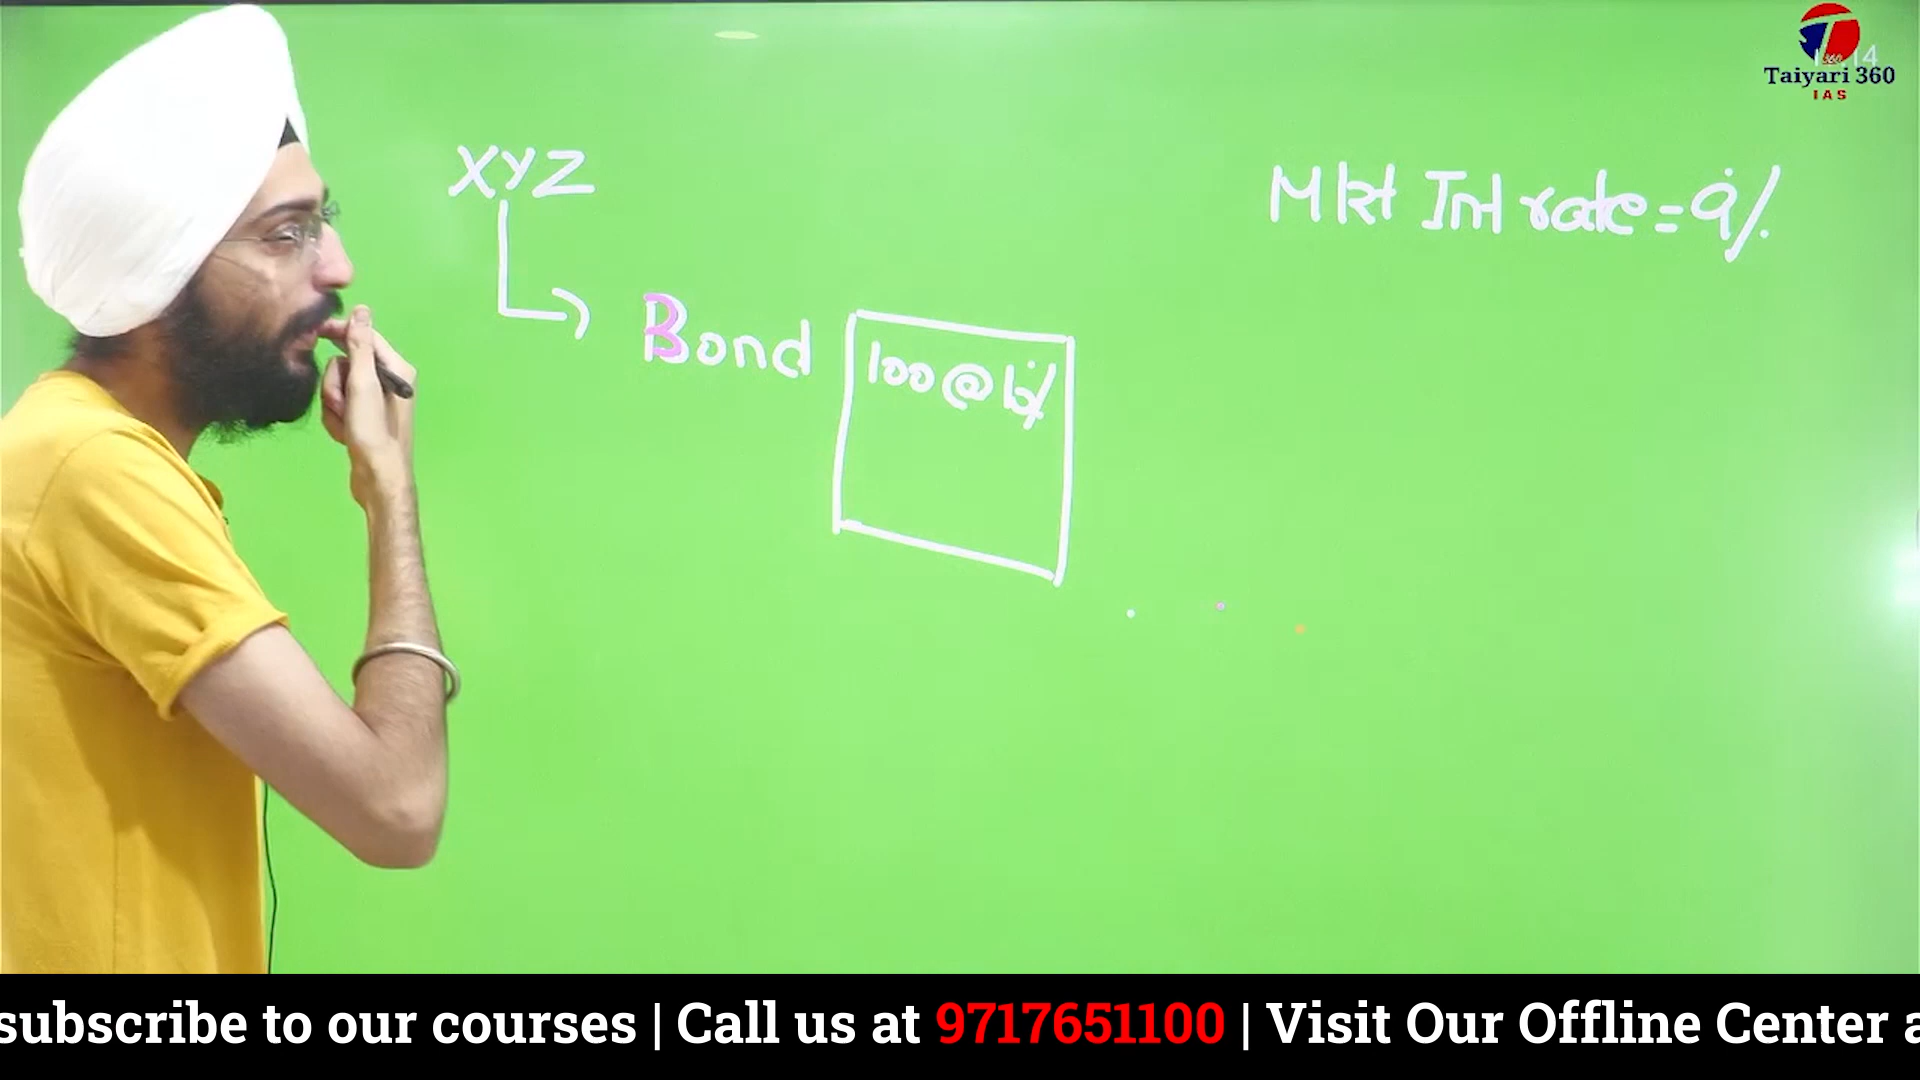 XYZ
Mkt Int rate = 9%
Bond
100 @ 10%
Taiyari 360
IAS
subscribe to our courses | Call us at 9717651100 | Visit Our Offline Center a